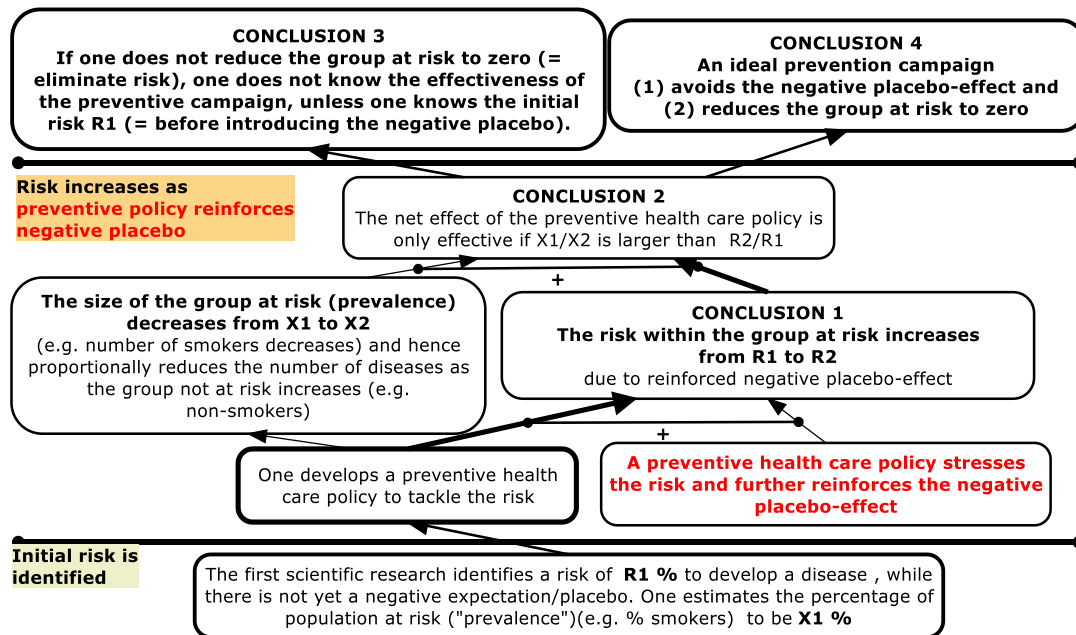 CONCLUSION 3
If one does not reduce the group at risk to zero (=
eliminate risk), one does not know the effectiveness of
the preventive campaign, unless one knows the initial
risk R1 (= before introducing the negative placebo).
CONCLUSION 4
An ideal prevention campaign
(1) avoids the negative placebo-effect and
(2) reduces the group at risk to zero
Risk increases as
preventive policy reinforces
negative placebo
CONCLUSION 2
The net effect of the preventive health care policy is
only effective if X1/X2 is larger than R2/R1
+
The size of the group at risk (prevalence)
decreases from X1 to X2
(e.g. number of smokers decreases) and hence
proportionally reduces the number of diseases as
the group not at risk increases (e.g.
non-smokers)
CONCLUSION 1
The risk within the group at risk increases
from R1 to R2
due to reinforced negative placebo-effect
+
One develops a preventive health
care policy to tackle the risk
A preventive health care policy stresses
the risk and further reinforces the negative
placebo-effect
Initial risk is
identified
The first scientific research identifies a risk of R1 % to develop a disease , while
there is not yet a negative expectation/placebo. One estimates the percentage of
population at risk ("prevalence")(e.g. % smokers) to be X1 %